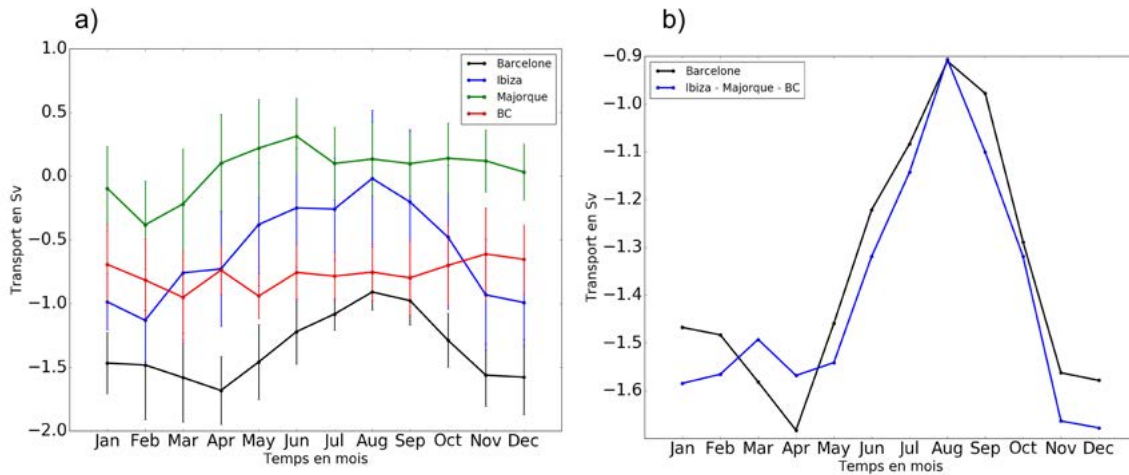 a)
Transport en Sv
1.0
0.5
0.0
−0.5
−1.0
−1.5
−2.0
Barcelone
Ibiza
Majorque
BC
Jan Feb Mar Apr May Jun Jul Aug Sep Oct Nov Dec
Temps en mois
b)
Transport en Sv
−0.9
−1.0
−1.1
−1.2
−1.3
−1.4
−1.5
−1.6
Barcelone
Ibiza - Majorque - BC
Jan Feb Mar Apr May Jun Jul Aug Sep Oct Nov Dec
Temps en mois